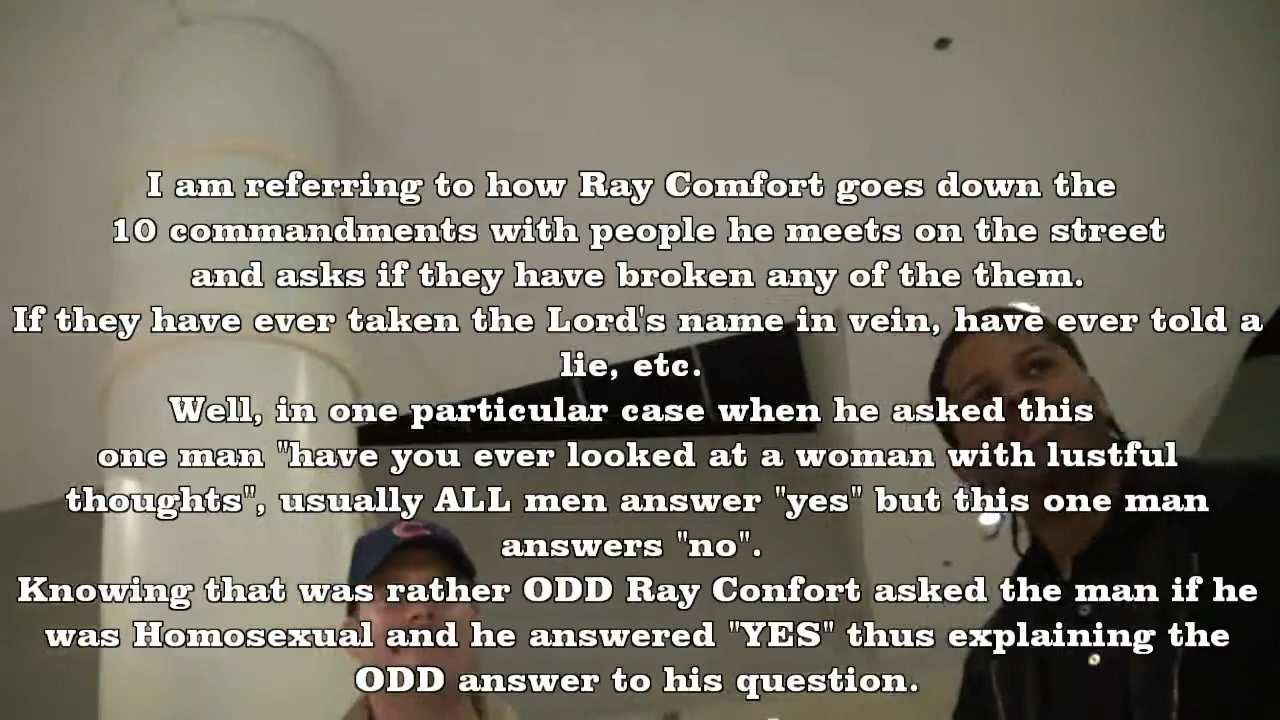 I am referring to how Ray Comfort goes down the
10 commandments with people he meets on the street
and asks if they have broken any of the them.
If they have ever taken the Lord's name in vein, have ever told a
lie, etc.
Well, in one particular case when he asked this
one man "have you ever looked at a woman with lustful
thoughts", usually ALL men answer "yes" but this one man
answers "no".
Knowing that was rather ODD Ray Confort asked the man if he
was Homosexual and he answered "YES" thus explaining the
ODD answer to his question.